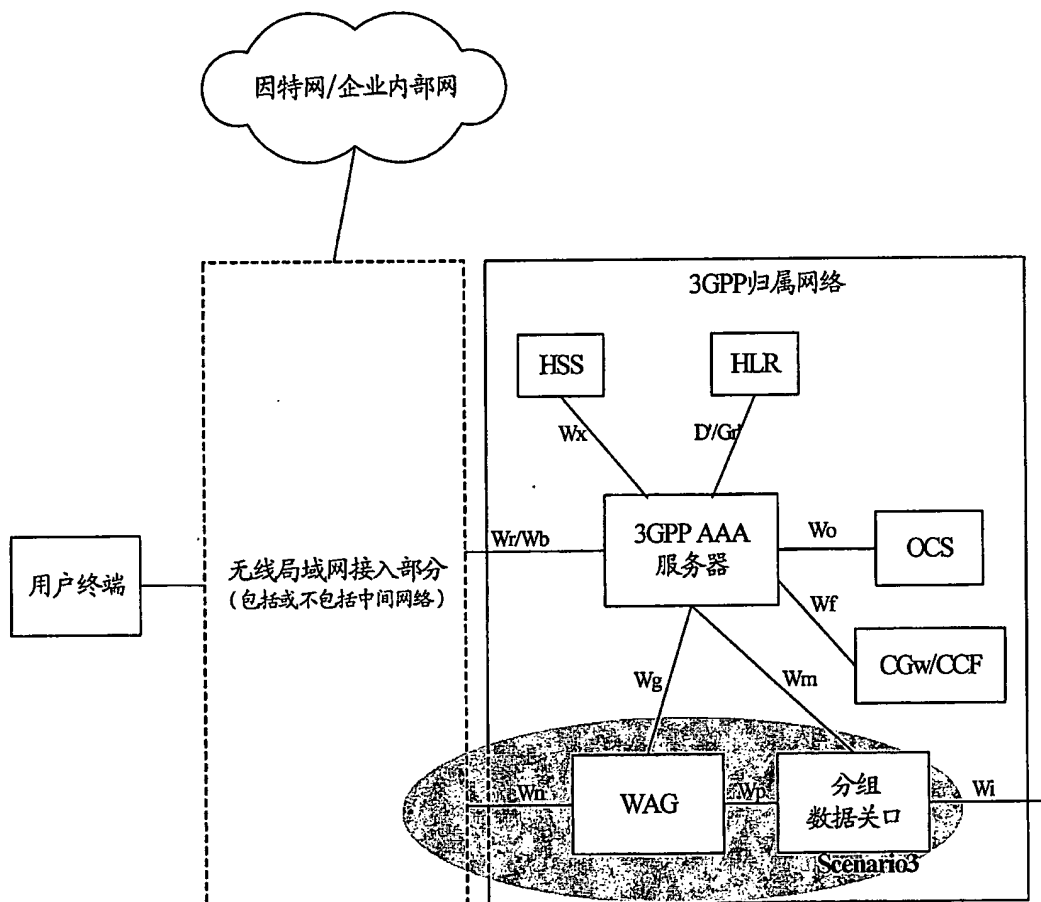 因特网/企业内部网
3GPP归属网络
HSS
HLR
Wx
D'/Gr
Wr/Wb
3GPP AAA
服务器
Wo
OCS
用户终端
无线局域网接入部分
(包括或不包括中间网络)
Wf
CGw/CCF
Wg
Wm
Wn
WAG
Wp
分组
数据关口
Wi
Scenario3